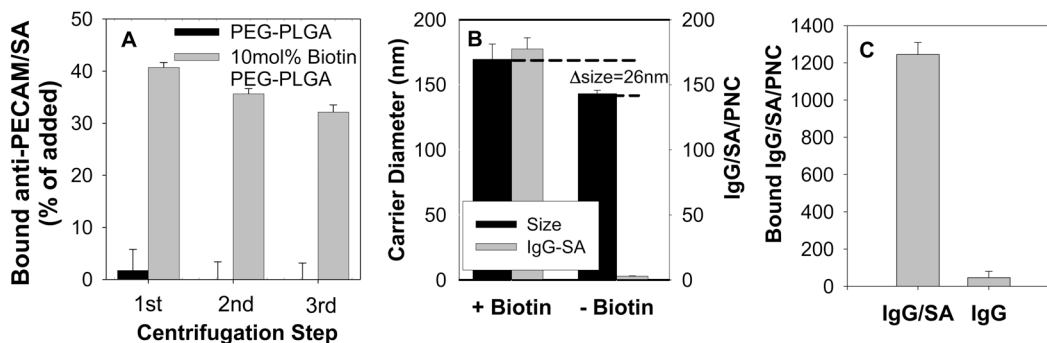 A
Bound anti-PECAM/SA
(% of added)
50
40
30
20
10
0
PEG-PLGA
10mol% Biotin
PEG-PLGA
1st
2nd
3rd
Centrifugation Step
B
Carrier Diameter (nm)
200
150
100
50
0
Δsize=26nm
Size
IgG-SA
+ Biotin
- Biotin
200
150
100
50
0
IgG/SA/PNC
C
Bound IgG/SA/PNC
1400
1200
1000
800
600
400
200
0
IgG/SA
IgG